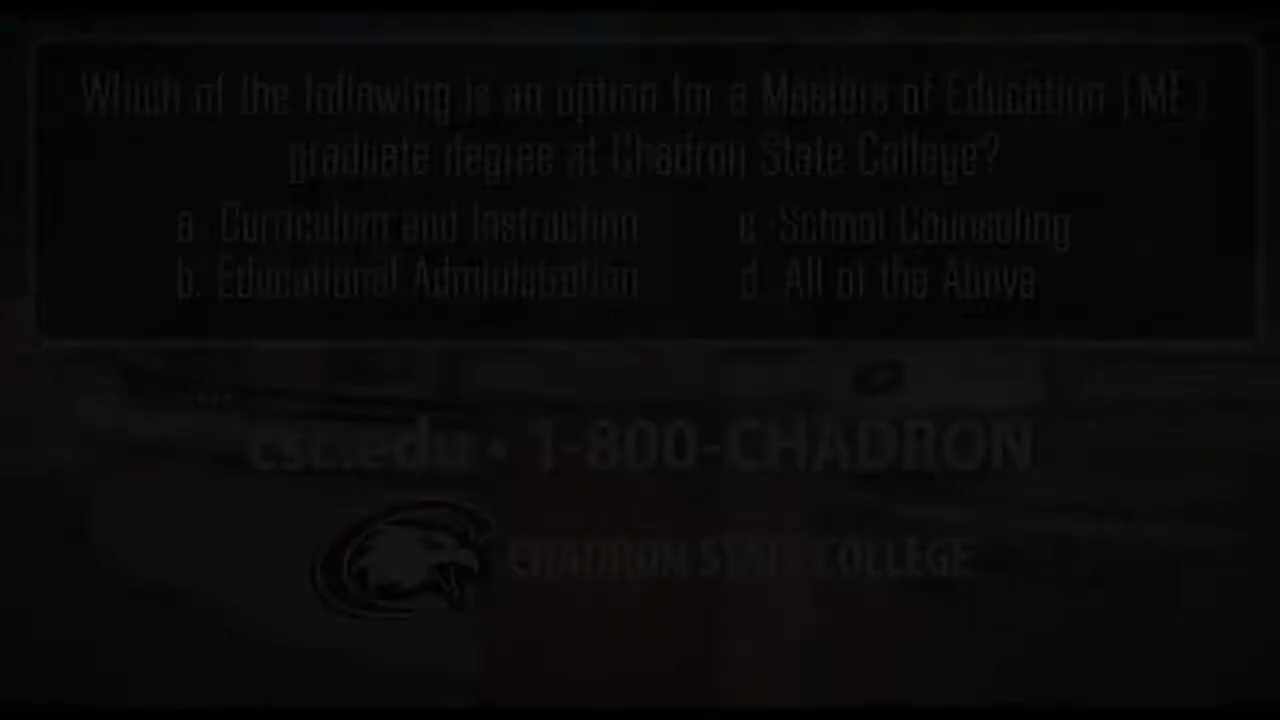 Which of the following is an option for a Masters of Education (ME.)
graduate degree at Chadron State College?
a. Curriculum and Instruction
b. Educational Administration
c. School Counseling
d. All of the Above
csc.edu • 1-800-CHADRON
CHADRON STATE COLLEGE